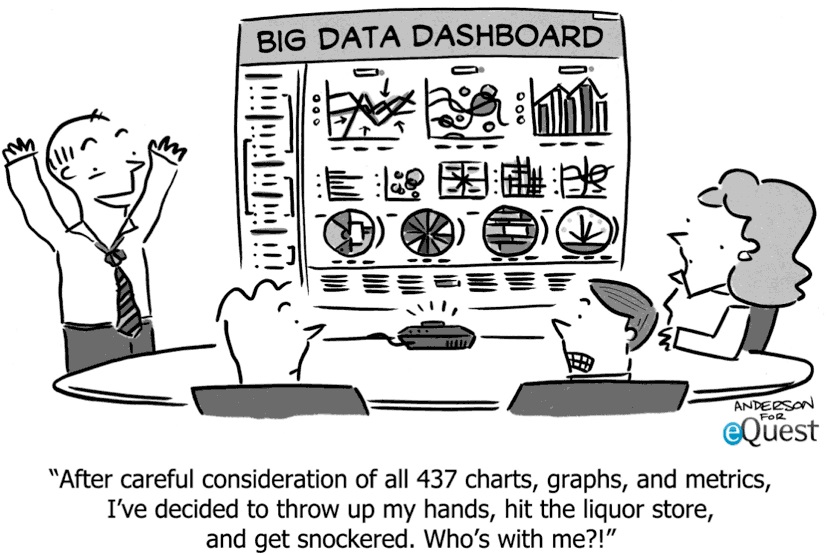 BIG DATA DASHBOARD
ANDERSON
FOR
eQuest
“After careful consideration of all 437 charts, graphs, and metrics,
I’ve decided to throw up my hands, hit the liquor store,
and get snockered. Who’s with me?!”